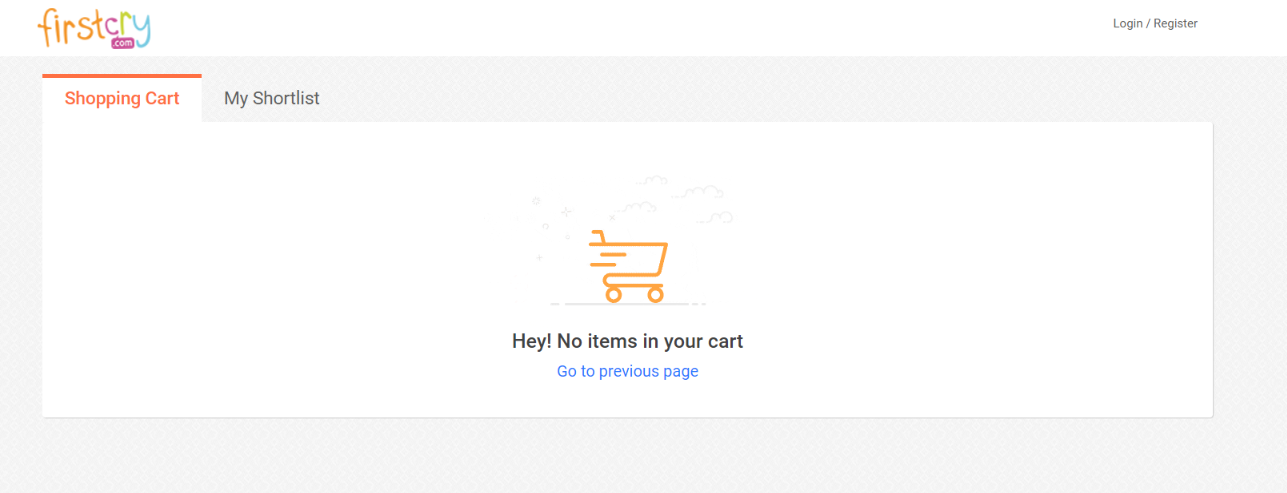 firstcry
.com
Login / Register
Shopping Cart
My Shortlist
Hey! No items in your cart
Go to previous page